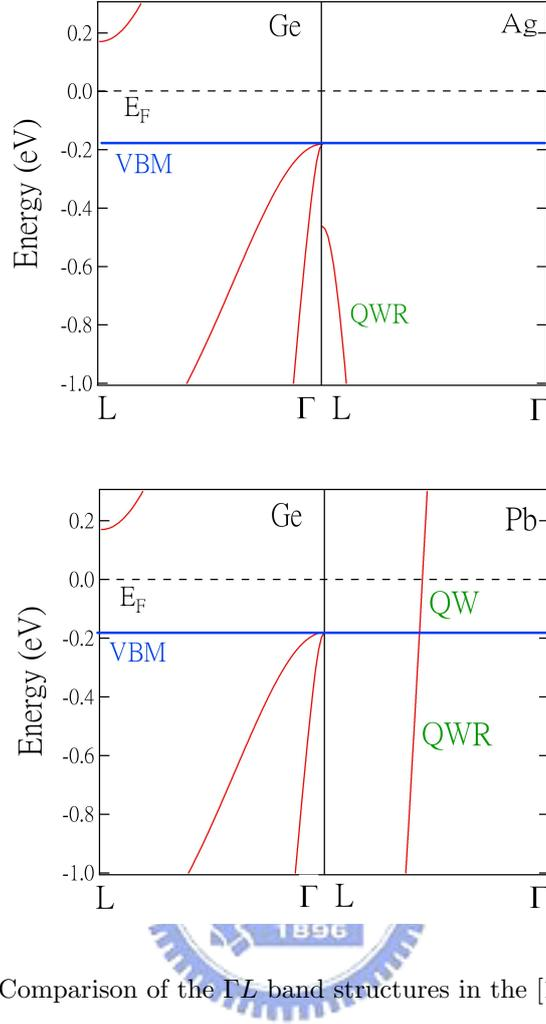 Ge
Ag
0.2
0.0
E_F
-0.2
VBM
-0.4
-0.6
-0.8
-1.0
QWR
Energy (eV)
L
Γ
L
Γ
Ge
Pb
0.2
0.0
E_F
QW
-0.2
VBM
-0.4
-0.6
QWR
-0.8
-1.0
Energy (eV)
L
Γ
L
Γ
1896
Comparison of the ΓL band structures in the [